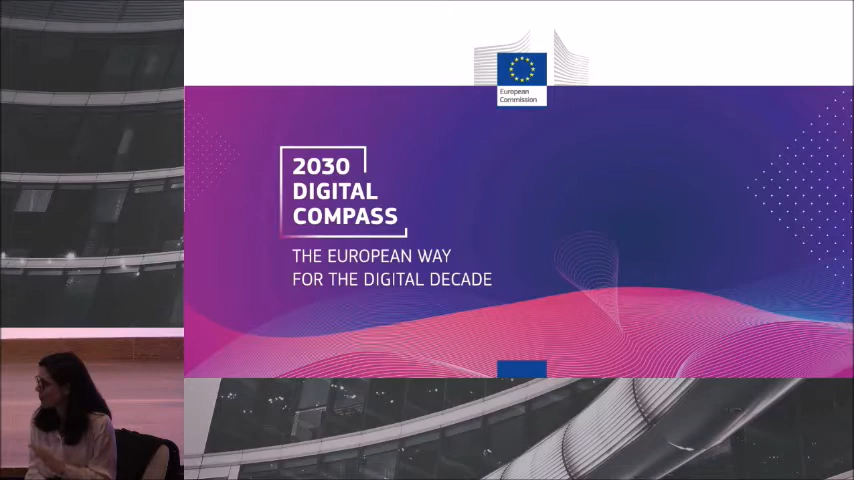 European
Commission
2030
DIGITAL
COMPASS
THE EUROPEAN WAY
FOR THE DIGITAL DECADE